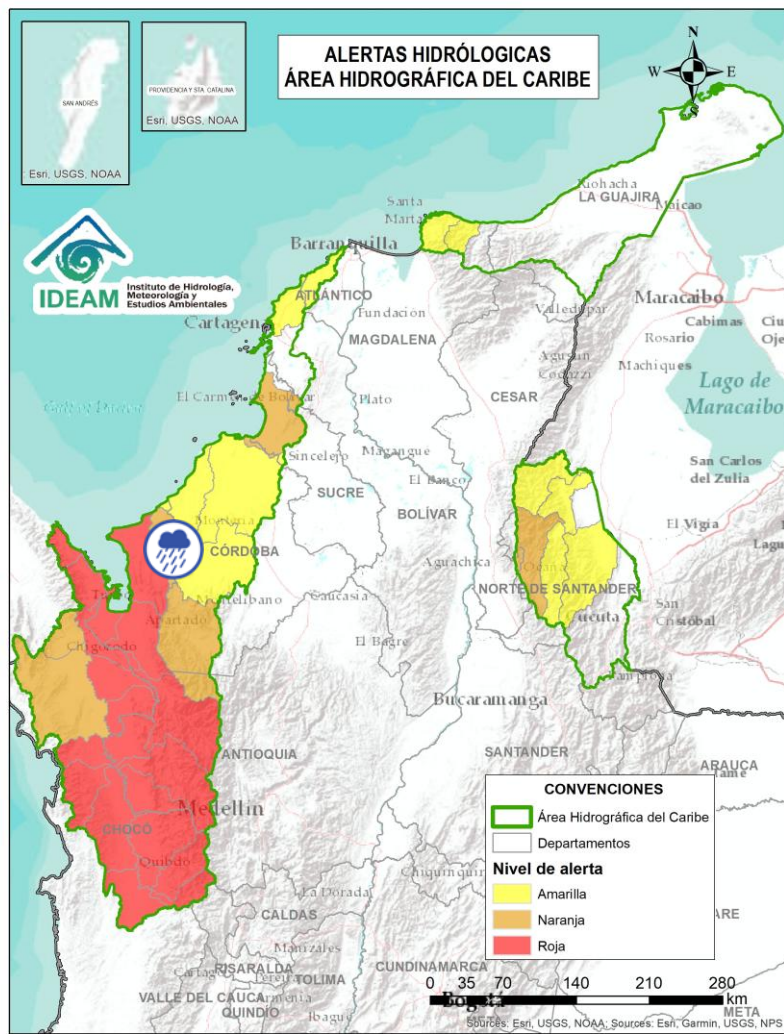 ALERTAS HIDRÓLOGICAS
ÁREA HIDROGRÁFICA DEL CARIBE
N
W
E
S
SAN ANDRÉS
Esri, USGS, NOAA
PROVIDENCIA Y STA. CATALINA
Esri, USGS, NOAA
IDEAM
Instituto de Hidrología,
Meteorología y
Estudios Ambientales
Riohacha
LA GUAJIRA
Maicao
Santa
Marta
Barranquilla
ATLÁNTICO
Maracaibo
Cabimas
Rosario
Machiques
Lago de
Maracaibo
San Carlos
del Zulia
El Vigia
San
Cristóbal
Fundación
Valledupar
MAGDALENA
Agustín
Codazzi
CESAR
El Carmen de Bolívar
Plato
Sincelejo
Magangue
El Banco
SUCRE
BOLÍVAR
Montería
CÓRDOBA
Aguachica
Ocaña
NORTE DE SANTANDER
Montelibano
Caucasia
Apartado
El Bagre
Chigorodo
Bucaramanga
ANTIOQUIA
SANTANDER
ARAUCA
Medellín
CHOCÓ
Quibdó
La Dorada
CALDAS
Manizales
RISARALDA
TOLIMA
CUNDINAMARCA
VALLE DEL CAUCA
QUINDÍO
Armenia
Ibague
Bogotá
META
CONVENCIONES
Área Hidrográfica del Caribe
Departamentos
Nivel de alerta
Amarilla
Naranja
Roja
0 35 70 140 210 280
km
Sources: Esri, USGS, NOAA; Sources: Esri, Garmin, USGS, NPS